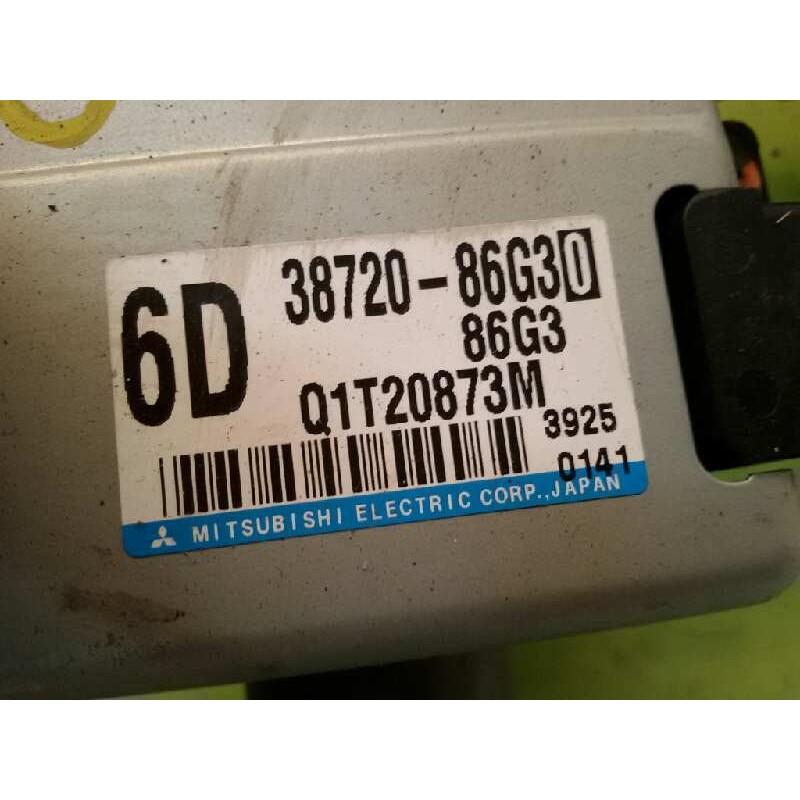 6D
38720-86G30
86G3
Q1T20873M
3925
0141
MITSUBISHI ELECTRIC CORP., JAPAN